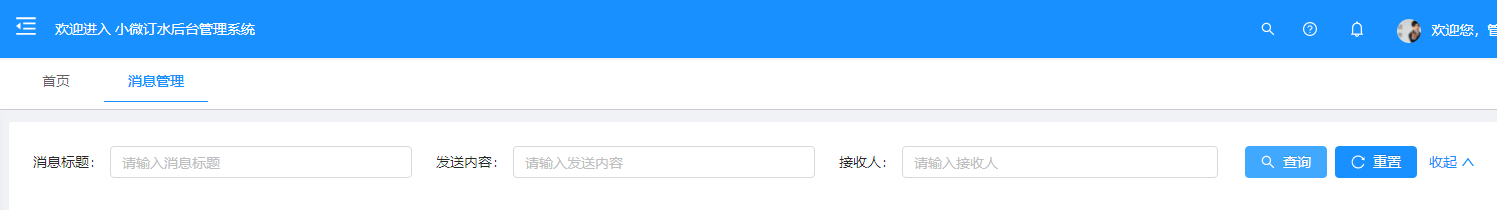 欢迎进入 小微订水后台管理系统
欢迎您，管
首页
消息管理
消息标题：
请输入消息标题
发送内容：
请输入发送内容
接收人：
请输入接收人
查询
重置
收起